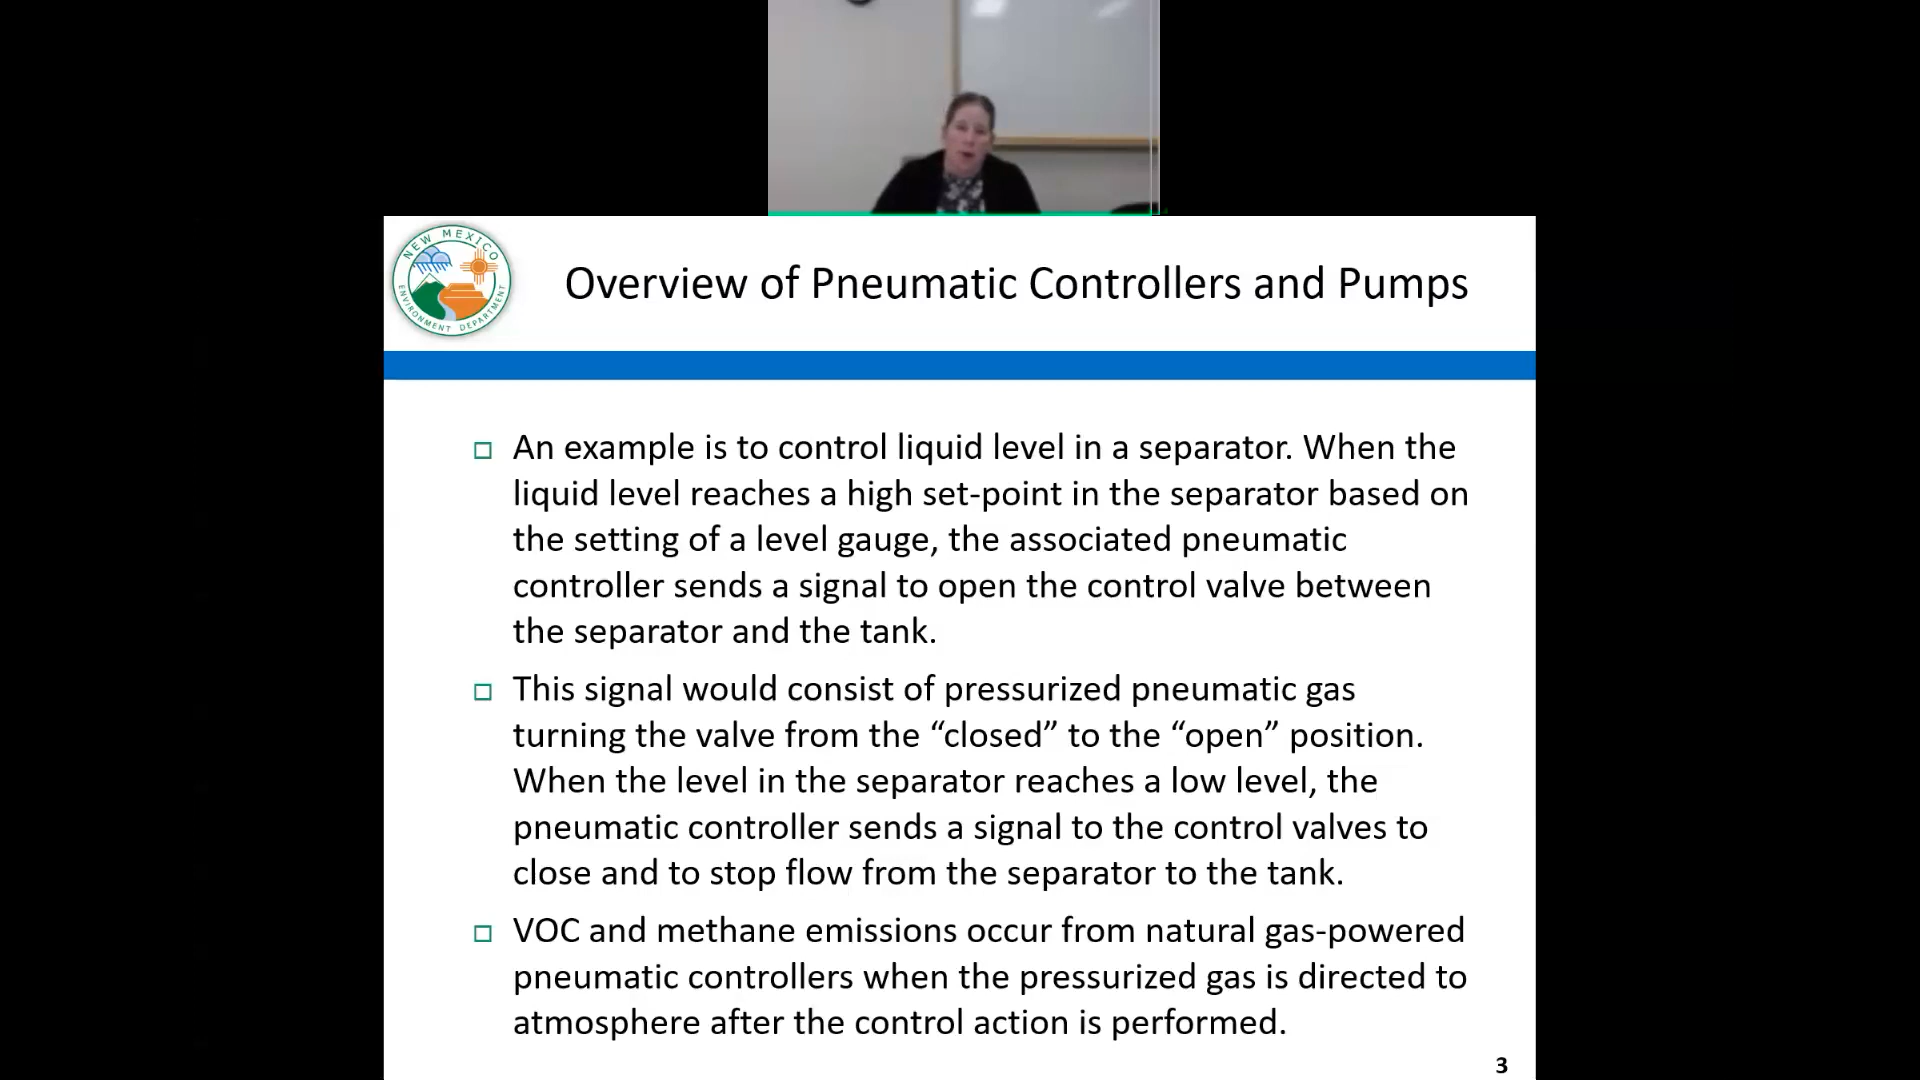 NEW MEXICO
ENVIRONMENT DEPARTMENT
Overview of Pneumatic Controllers and Pumps
An example is to control liquid level in a separator. When the
liquid level reaches a high set-point in the separator based on
the setting of a level gauge, the associated pneumatic
controller sends a signal to open the control valve between
the separator and the tank.
This signal would consist of pressurized pneumatic gas
turning the valve from the “closed” to the “open” position.
When the level in the separator reaches a low level, the
pneumatic controller sends a signal to the control valves to
close and to stop flow from the separator to the tank.
VOC and methane emissions occur from natural gas-powered
pneumatic controllers when the pressurized gas is directed to
atmosphere after the control action is performed.
3